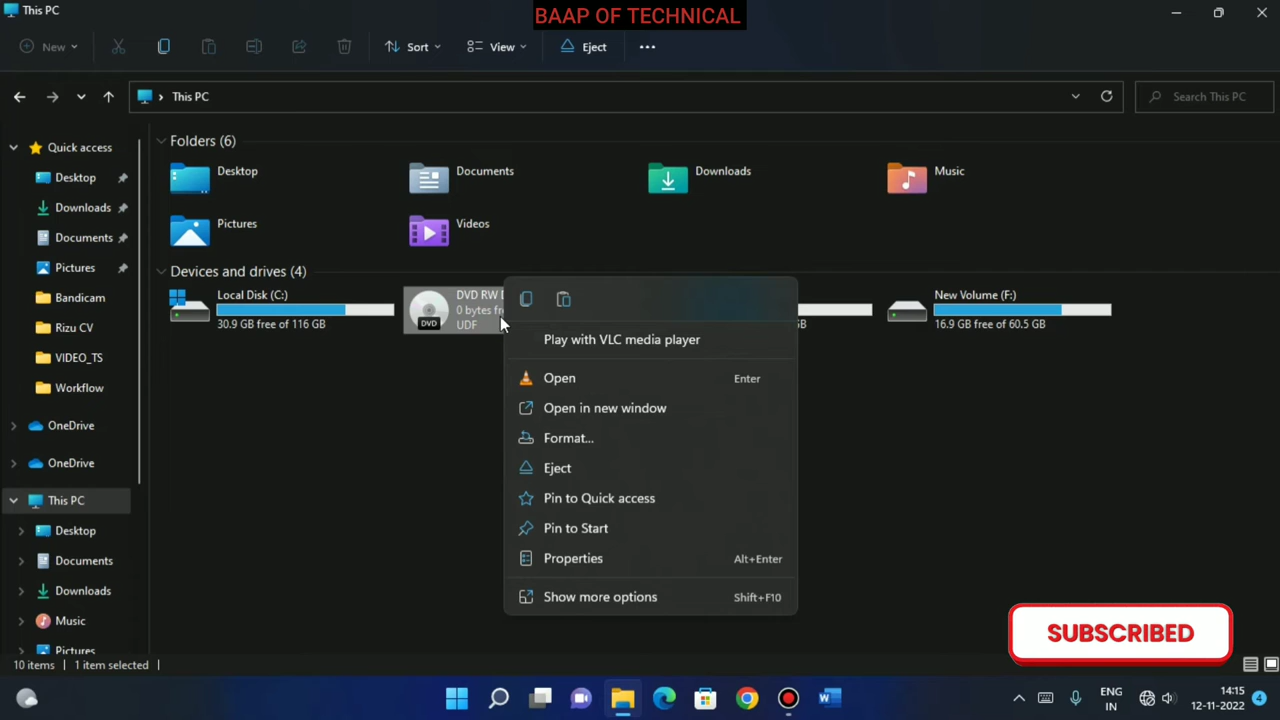 This PC
BAAP OF TECHNICAL
New
Sort
View
Eject
This PC
Search This PC
Quick access
Desktop
Downloads
Documents
Pictures
Bandicam
Rizu CV
VIDEO_TS
Workflow
OneDrive
OneDrive
This PC
Desktop
Documents
Downloads
Music
Pictures
Folders (6)
Desktop
Documents
Downloads
Music
Pictures
Videos
Devices and drives (4)
Local Disk (C:)
30.9 GB free of 116 GB
DVD RW
0 bytes
UDF
DVD
New Volume (F:)
16.9 GB free of 60.5 GB
Play with VLC media player
Open Enter
Open in new window
Format...
Eject
Pin to Quick access
Pin to Start
Properties Alt+Enter
Show more options Shift+F10
SUBSCRIBED
10 items 1 item selected
ENG
IN
14:15
12-11-2022
4